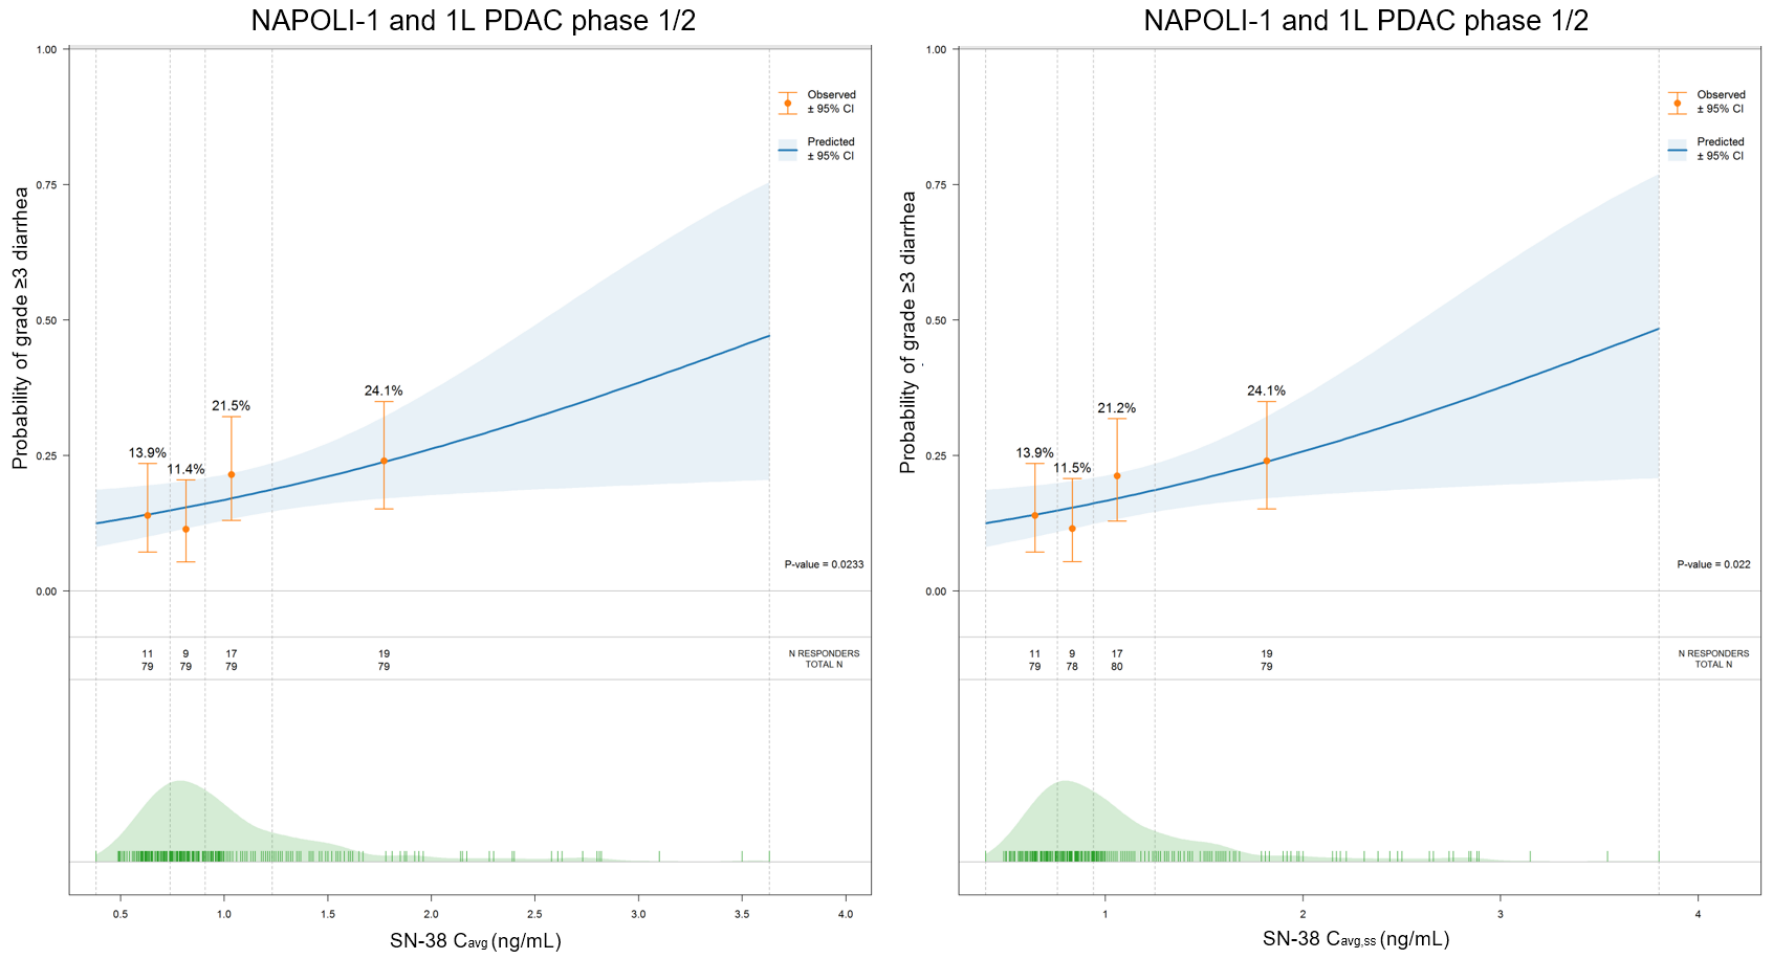 NAPOLI-1 and 1L PDAC phase 1/2
1.00
0.75
0.50
0.25
0.00
Probability of grade ≥3 diarrhea
Observed
± 95% CI
Predicted
± 95% CI
13.9%
11.4%
21.5%
24.1%
P-value = 0.0233
11 9 17 19
79 79 79 79
N RESPONDERS
TOTAL N
0.5 1.0 1.5 2.0 2.5 3.0 3.5 4.0
SN-38 Cavg (ng/mL)
NAPOLI-1 and 1L PDAC phase 1/2
1.00
0.75
0.50
0.25
0.00
Probability of grade ≥3 diarrhea
Observed
± 95% CI
Predicted
± 95% CI
13.9%
11.5%
21.2%
24.1%
P-value = 0.022
11 9 17 19
79 78 80 79
N RESPONDERS
TOTAL N
1 2 3 4
SN-38 Cavg,ss (ng/mL)